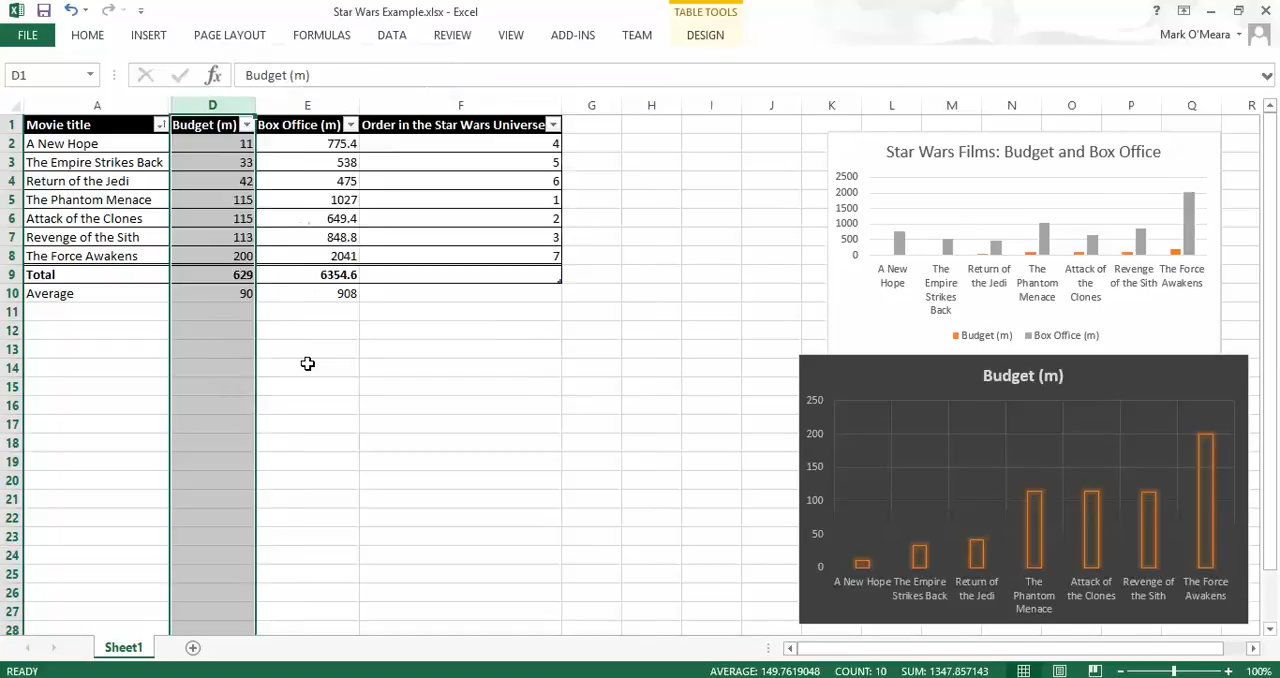 Star Wars Example.xlsx - Excel
TABLE TOOLS
?
FILE HOME INSERT PAGE LAYOUT FORMULAS DATA REVIEW VIEW ADD-INS TEAM DESIGN
Mark O'Meara
D1 fx Budget (m)
A D E F G H I J K L M N O P Q R
1 Movie title Budget (m) Box Office (m) Order in the Star Wars Universe
2 A New Hope 11 775.4 4
3 The Empire Strikes Back 33 538 5
4 Return of the Jedi 42 475 6
5 The Phantom Menace 115 1027 1
6 Attack of the Clones 115 649.4 2
7 Revenge of the Sith 113 848.8 3
8 The Force Awakens 200 2041 7
9 Total 629 6354.6
10 Average 90 908
11
12
13
14
15
16
17
18
19
20
21
22
23
24
25
26
27
28
Star Wars Films: Budget and Box Office
2500
2000
1500
1000
500
0
A New Hope
The Empire Strikes Back
Return of the Jedi
The Phantom Menace
Attack of the Clones
Revenge of the Sith
The Force Awakens
Budget (m) Box Office (m)
Budget (m)
250
200
150
100
50
0
A New Hope
The Empire Strikes Back
Return of the Jedi
The Phantom Menace
Attack of the Clones
Revenge of the Sith
The Force Awakens
Sheet1
READY AVERAGE: 149.7619048 COUNT: 10 SUM: 1347.857143 100%